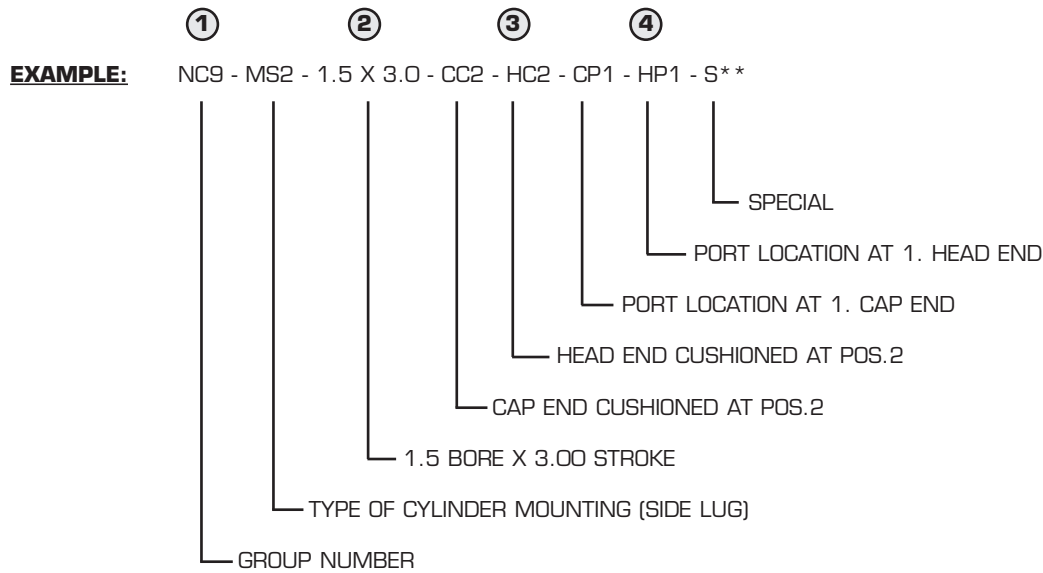 1 2 3 4
EXAMPLE: NC9 - MS2 - 1.5 X 3.0 - CC2 - HC2 - CP1 - HP1 - S**
SPECIAL
PORT LOCATION AT 1. HEAD END
PORT LOCATION AT 1. CAP END
HEAD END CUSHIONED AT POS.2
CAP END CUSHIONED AT POS.2
1.5 BORE X 3.00 STROKE
TYPE OF CYLINDER MOUNTING (SIDE LUG)
GROUP NUMBER